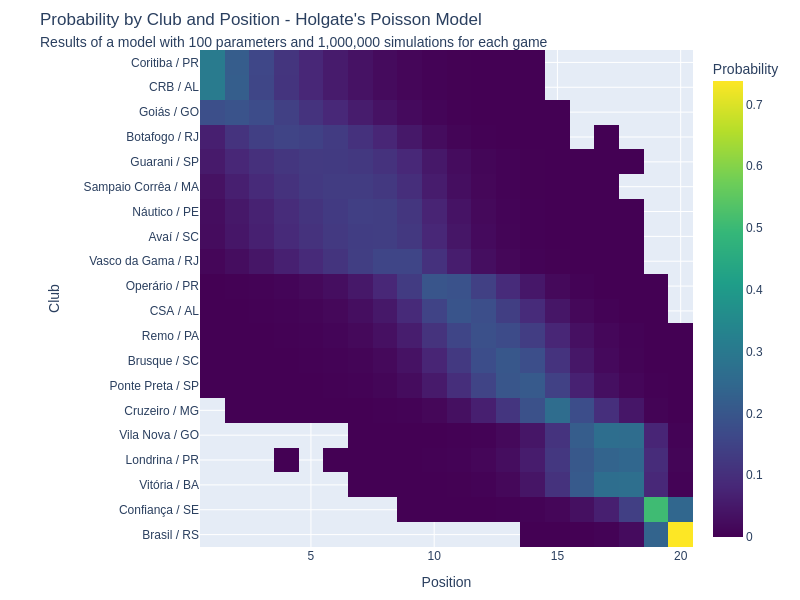 Probability by Club and Position - Holgate's Poisson Model
Results of a model with 100 parameters and 1,000,000 simulations for each game
Probability
Club
Coritiba / PR
CRB / AL
Goiás / GO
Botafogo / RJ
Guarani / SP
Sampaio Corrêa / MA
Náutico / PE
Avaí / SC
Vasco da Gama / RJ
Operário / PR
CSA / AL
Remo / PA
Brusque / SC
Ponte Preta / SP
Cruzeiro / MG
Vila Nova / GO
Londrina / PR
Vitória / BA
Confiança / SE
Brasil / RS
0.7
0.6
0.5
0.4
0.3
0.2
0.1
0
5 10 15 20
Position